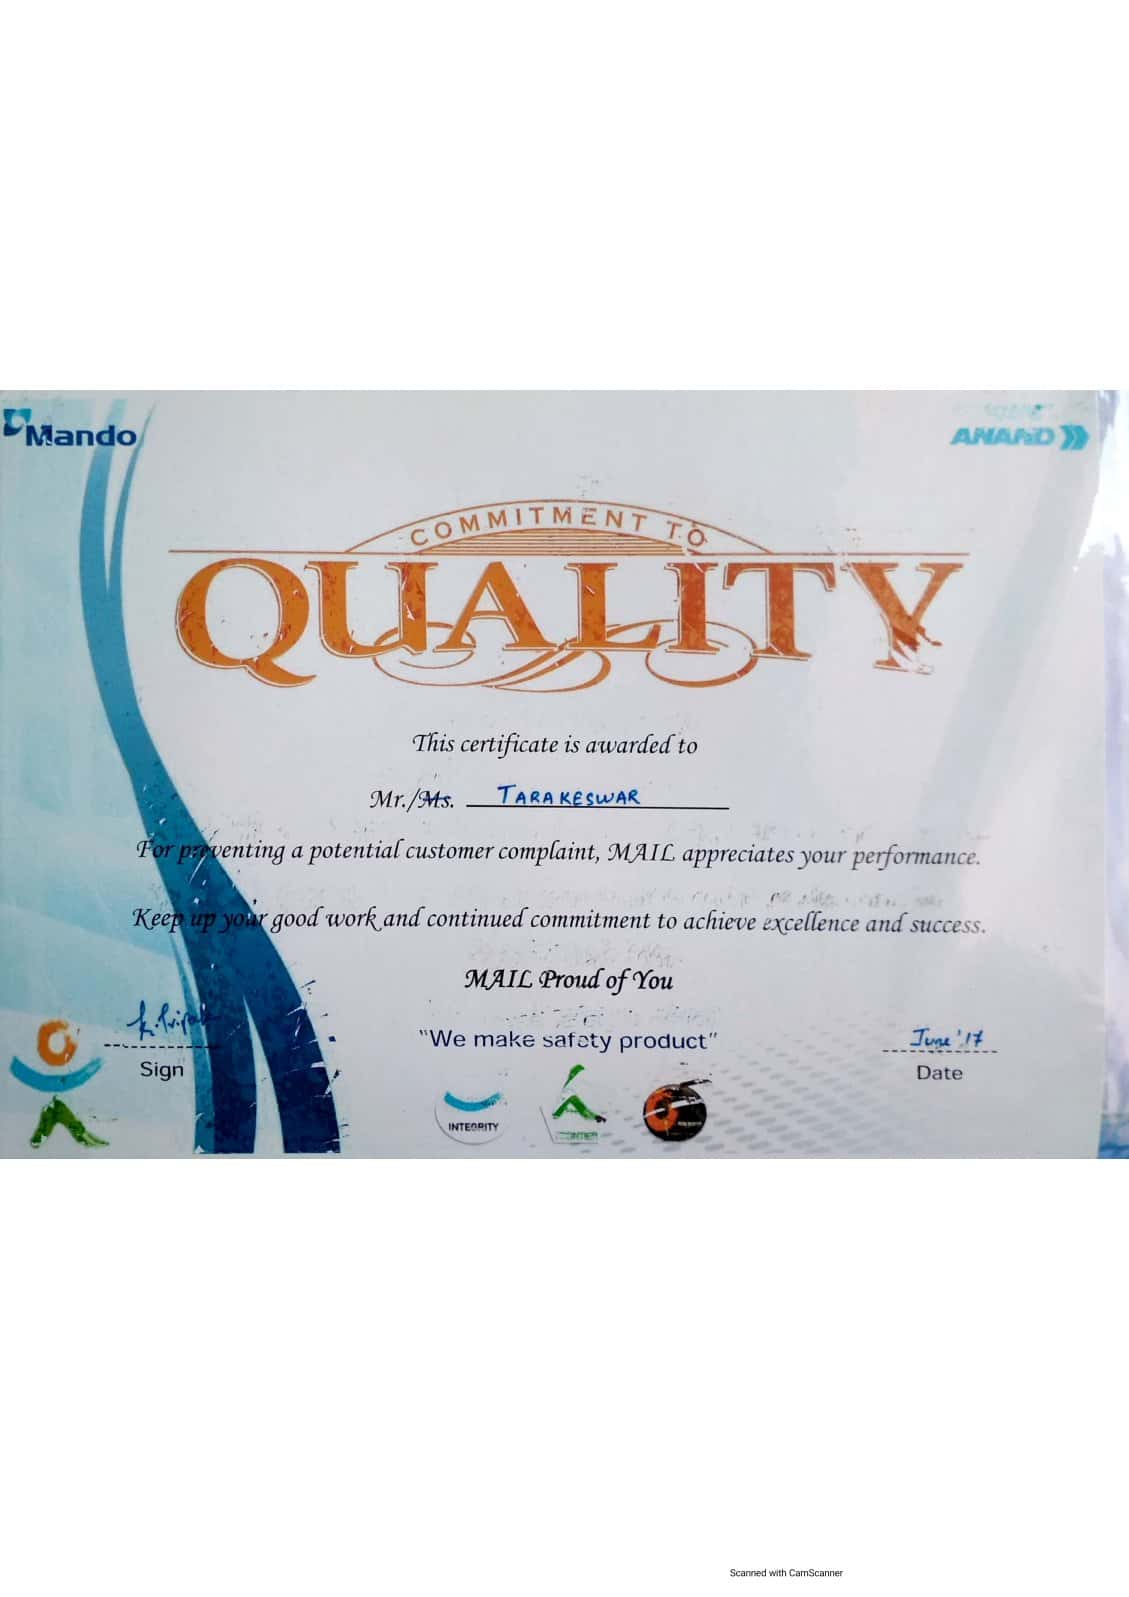 Mando
ANAND
COMMITMENT TO
QUALITY
This certificate is awarded to
Mr./Ms. TARAKESWAR
For preventing a potential customer complaint, MAIL appreciates your performance.
Keep up your good work and continued commitment to achieve excellence and success.
MAIL Proud of You
"We make safety product"
June '17
Sign
Date
INTEGRITY
Scanned with CamScanner